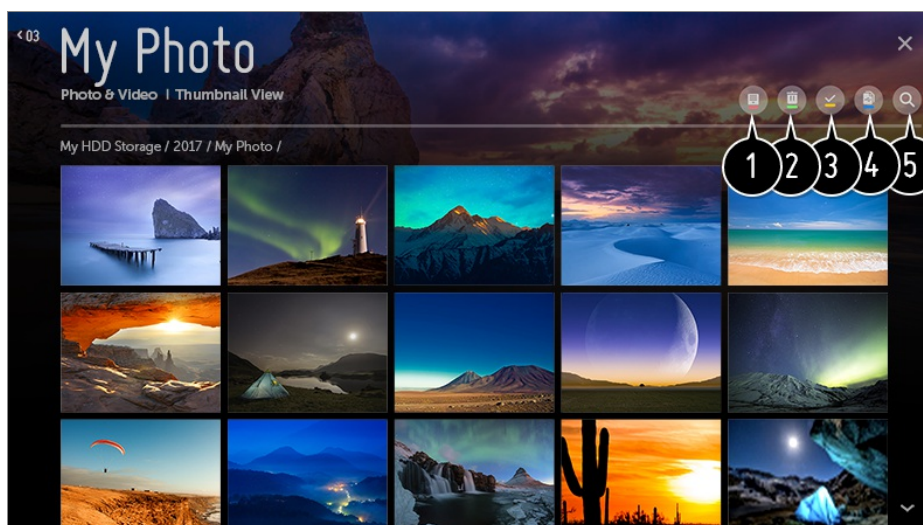 03
My Photo
Photo & Video | Thumbnail View
My HDD Storage / 2017 / My Photo /
1 2 3 4 5